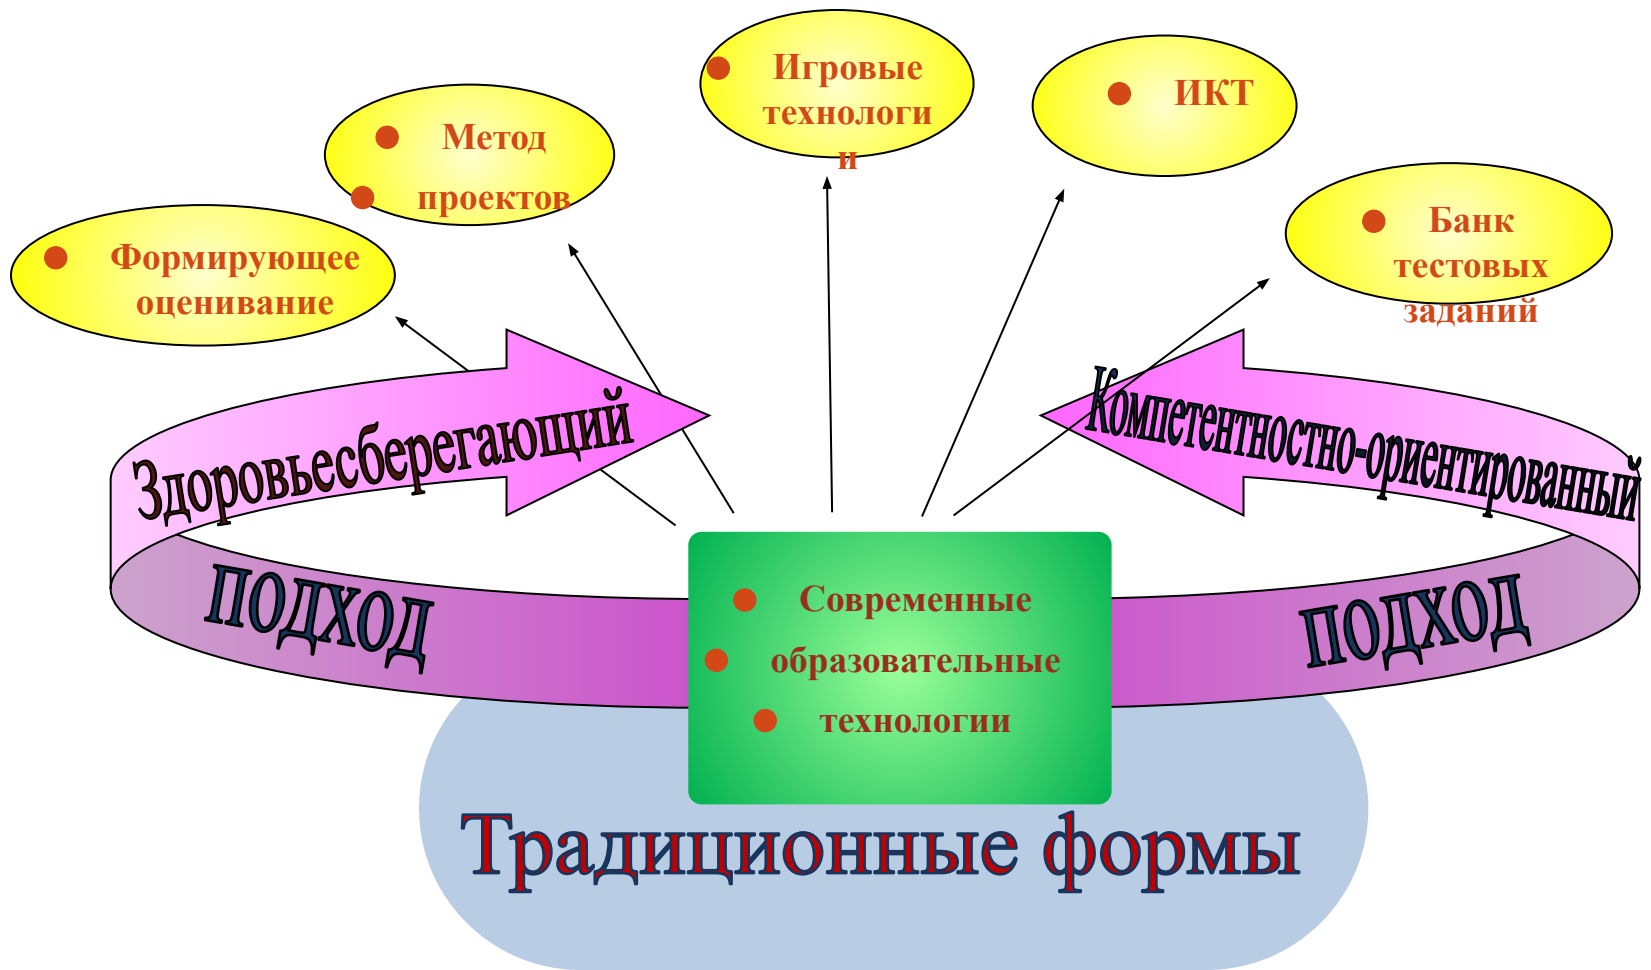 Игровые
технологи
и
ИКТ
Метод
проектов
Банк
тестовых
заданий
Формирующее
оценивание
Здоровьесберегающий
подход
Компетентностно-ориентированный
подход
Современные
образовательные
технологии
Традиционные формы